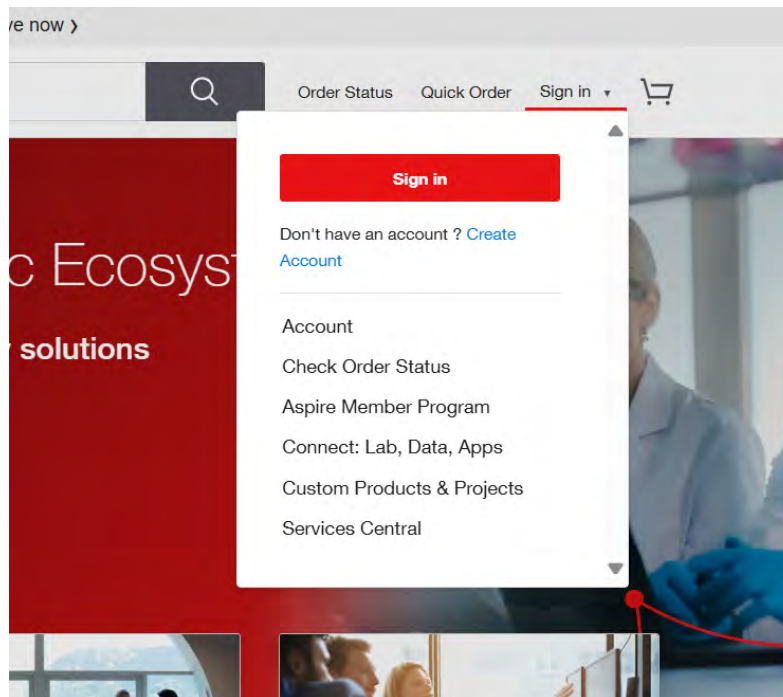 ve now ❯
Order Status Quick Order Sign in ▾
Sign in
Don't have an account ? Create
Account
c Ecosys
solutions
Account
Check Order Status
Aspire Member Program
Connect: Lab, Data, Apps
Custom Products & Projects
Services Central